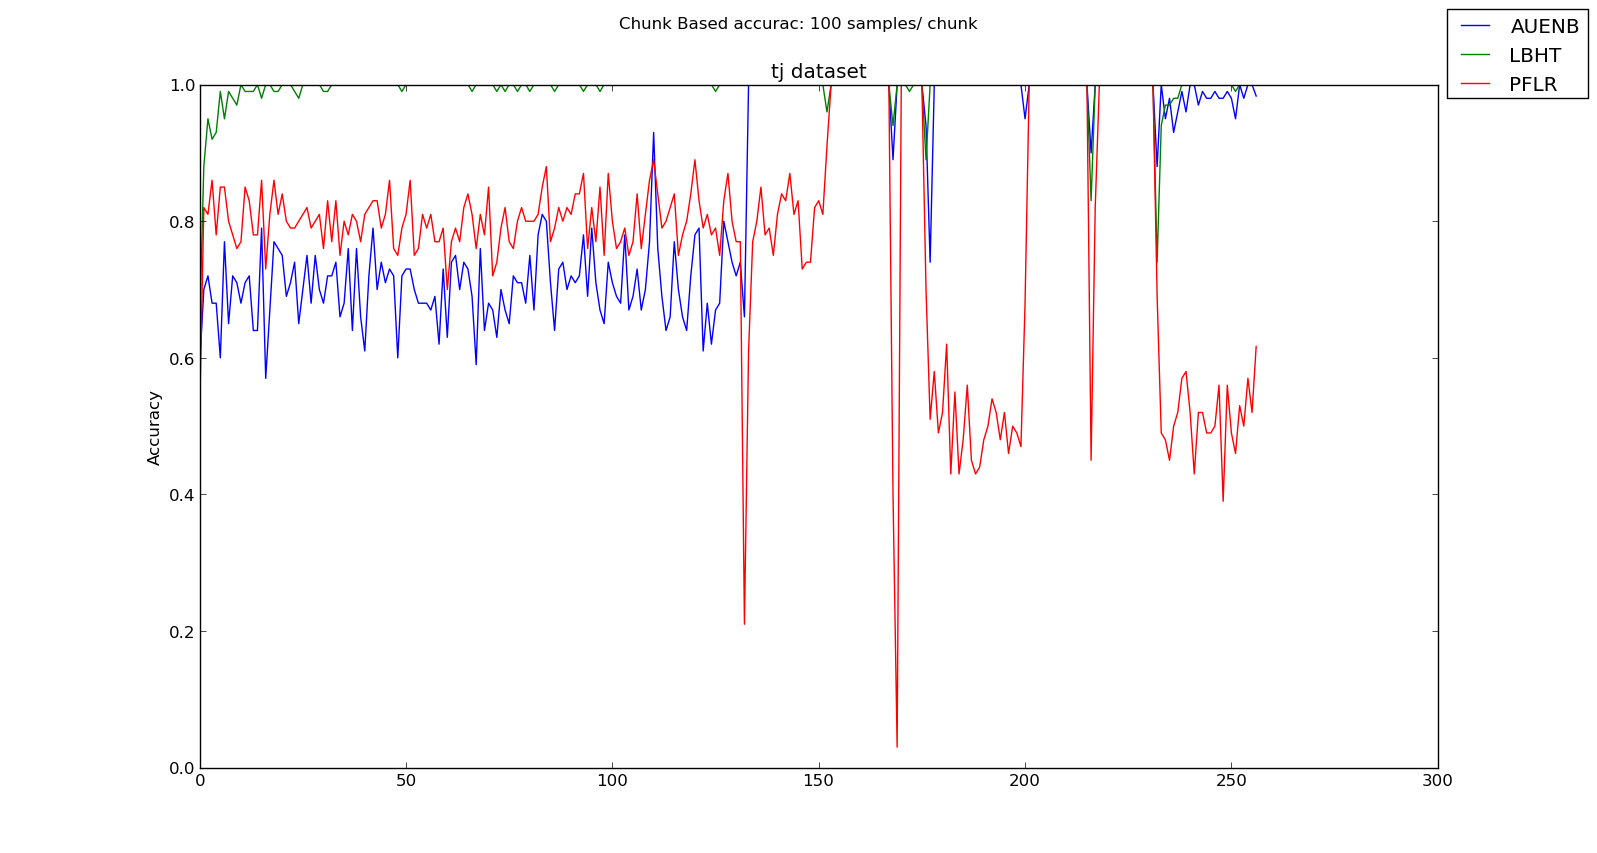 Chunk Based accurac: 100 samples/ chunk
tj dataset
AUENB
LBHT
PFLR
Accuracy
1.0
0.8
0.6
0.4
0.2
0.0
0 50 100 150 200 250 300